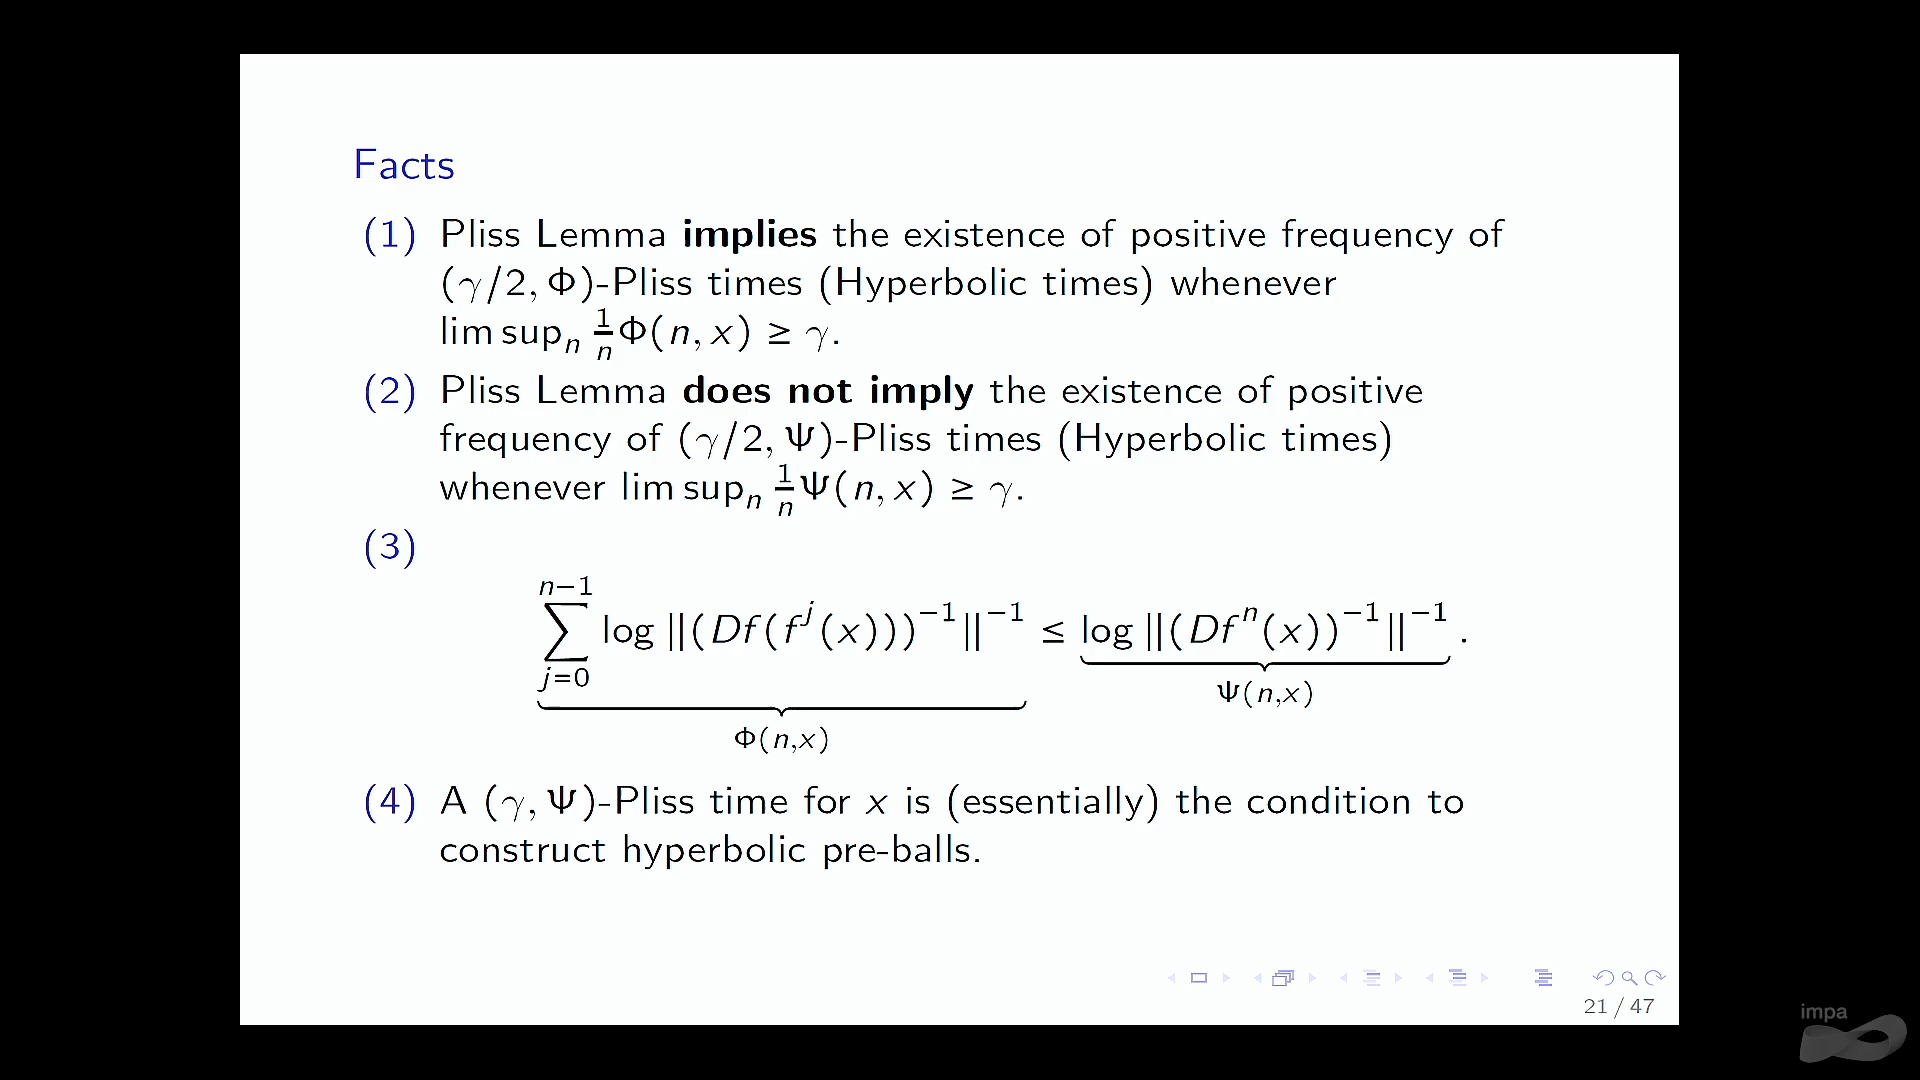 Facts
(1) Pliss Lemma implies the existence of positive frequency of
(γ/2, Φ)-Pliss times (Hyperbolic times) whenever
lim sup_n 1/n Φ(n, x) ≥ γ.
(2) Pliss Lemma does not imply the existence of positive
frequency of (γ/2, Ψ)-Pliss times (Hyperbolic times)
whenever lim sup_n 1/n Ψ(n, x) ≥ γ.
(3)
∑_{j=0}^{n−1} log ||(Df(f^j(x)))^{−1}||^{−1} ≤ log ||(Df^n(x))^{−1}||^{−1}.
Ψ(n,x)
Φ(n,x)
(4) A (γ, Ψ)-Pliss time for x is (essentially) the condition to
construct hyperbolic pre-balls.
21 / 47
impa